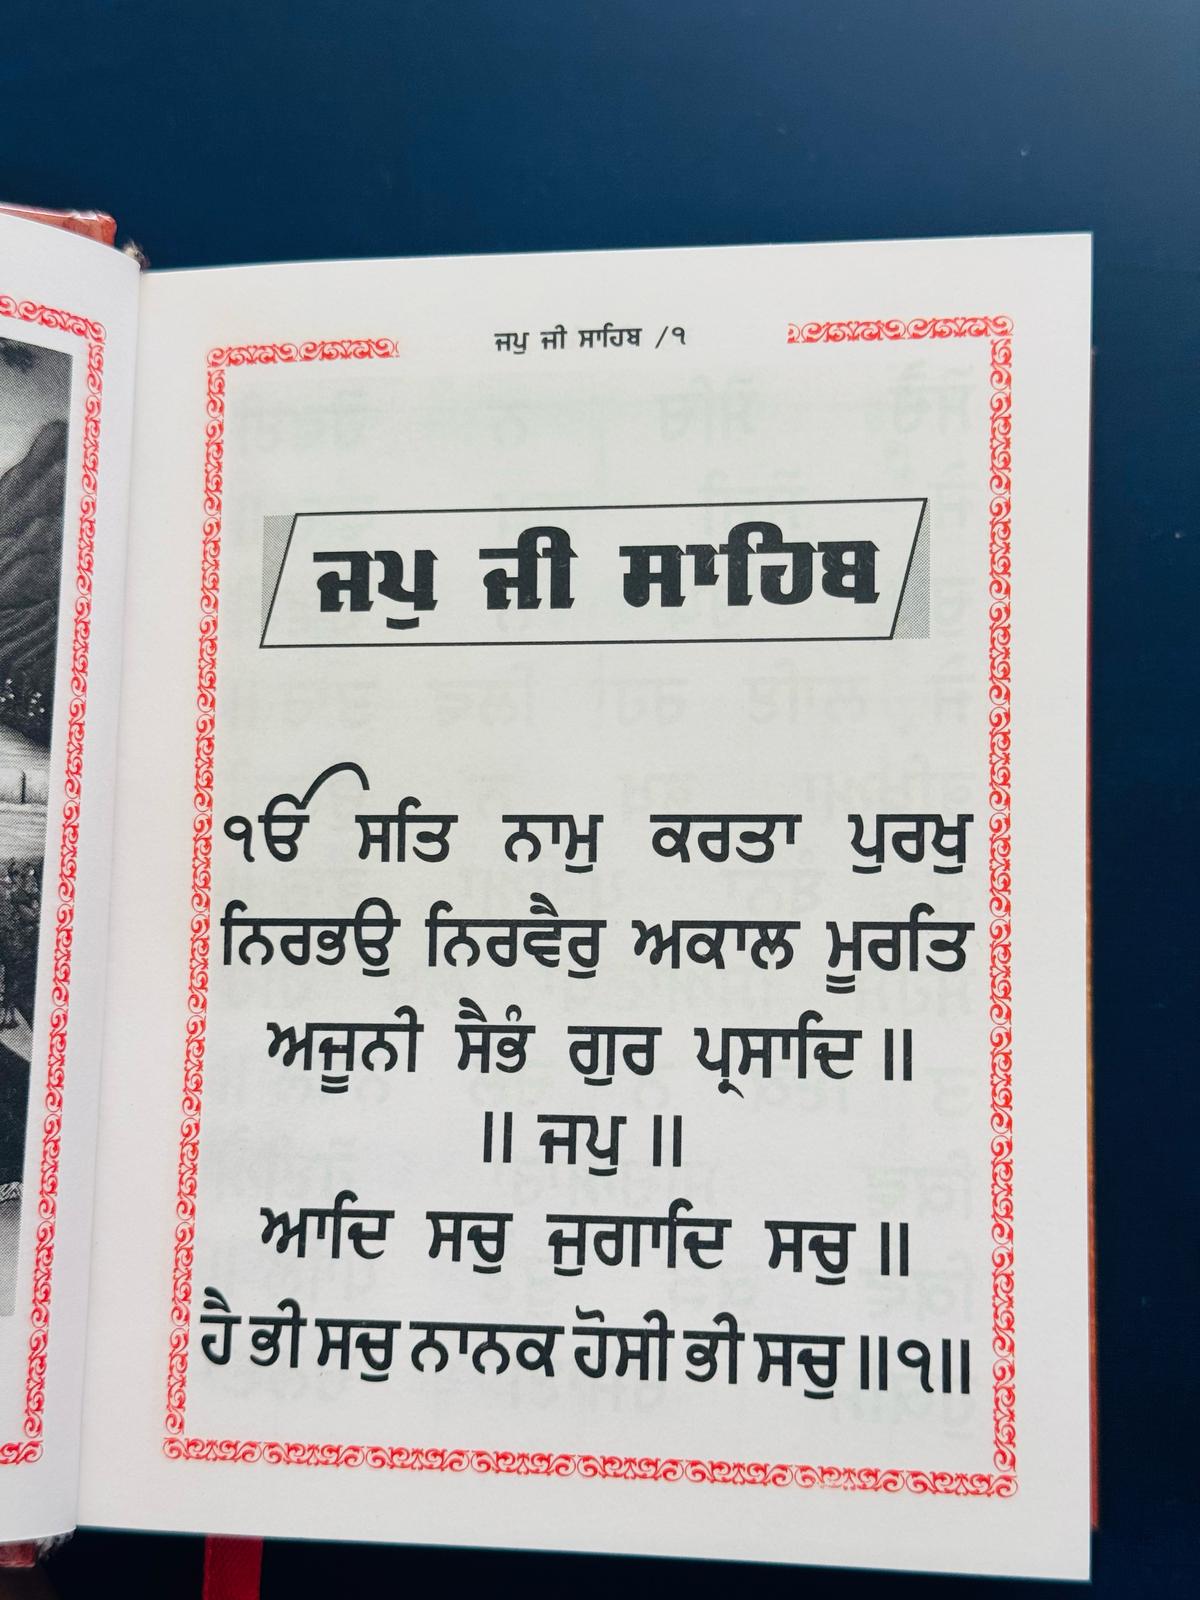 ਜਪੁ ਜੀ ਸਾਹਿਬ /੧
ਜਪੁ ਜੀ ਸਾਹਿਬ
ੴ ਸਤਿ ਨਾਮੁ ਕਰਤਾ ਪੁਰਖੁ
ਨਿਰਭਉ ਨਿਰਵੈਰੁ ਅਕਾਲ ਮੂਰਤਿ
ਅਜੂਨੀ ਸੈਭੰ ਗੁਰ ਪ੍ਰਸਾਦਿ ॥
॥ ਜਪੁ ॥
ਆਦਿ ਸਚੁ ਜੁਗਾਦਿ ਸਚੁ ॥
ਹੈ ਭੀ ਸਚੁ ਨਾਨਕ ਹੋਸੀ ਭੀ ਸਚੁ ॥੧॥